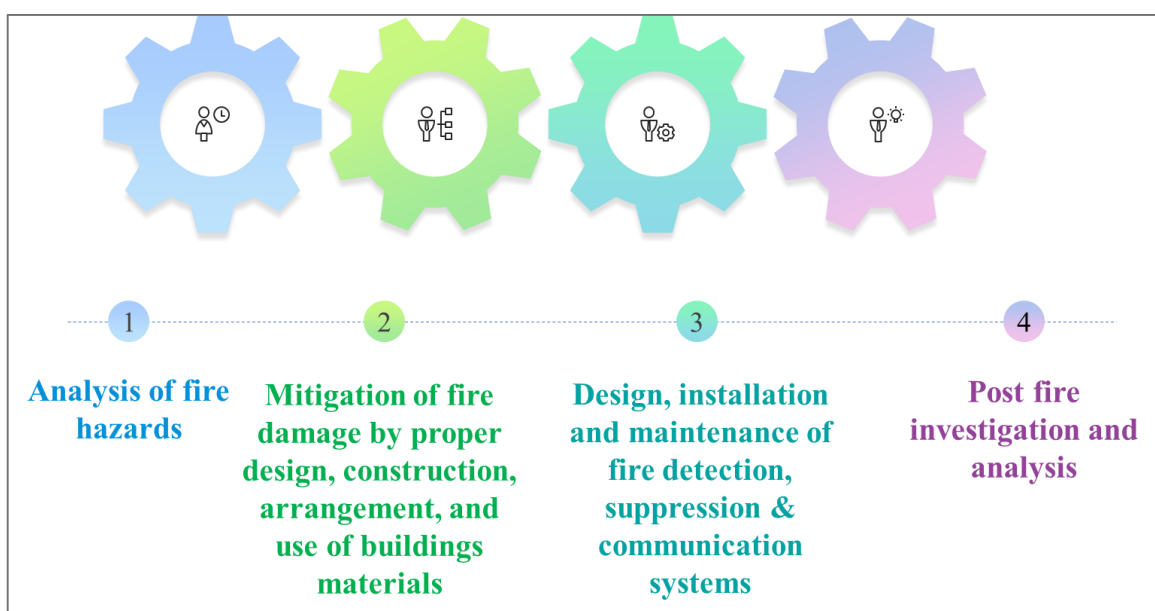 1
Analysis of fire
hazards
2
Mitigation of fire
damage by proper
design, construction,
arrangement, and
use of buildings
materials
3
Design, installation
and maintenance of
fire detection,
suppression &
communication
systems
4
Post fire
investigation and
analysis